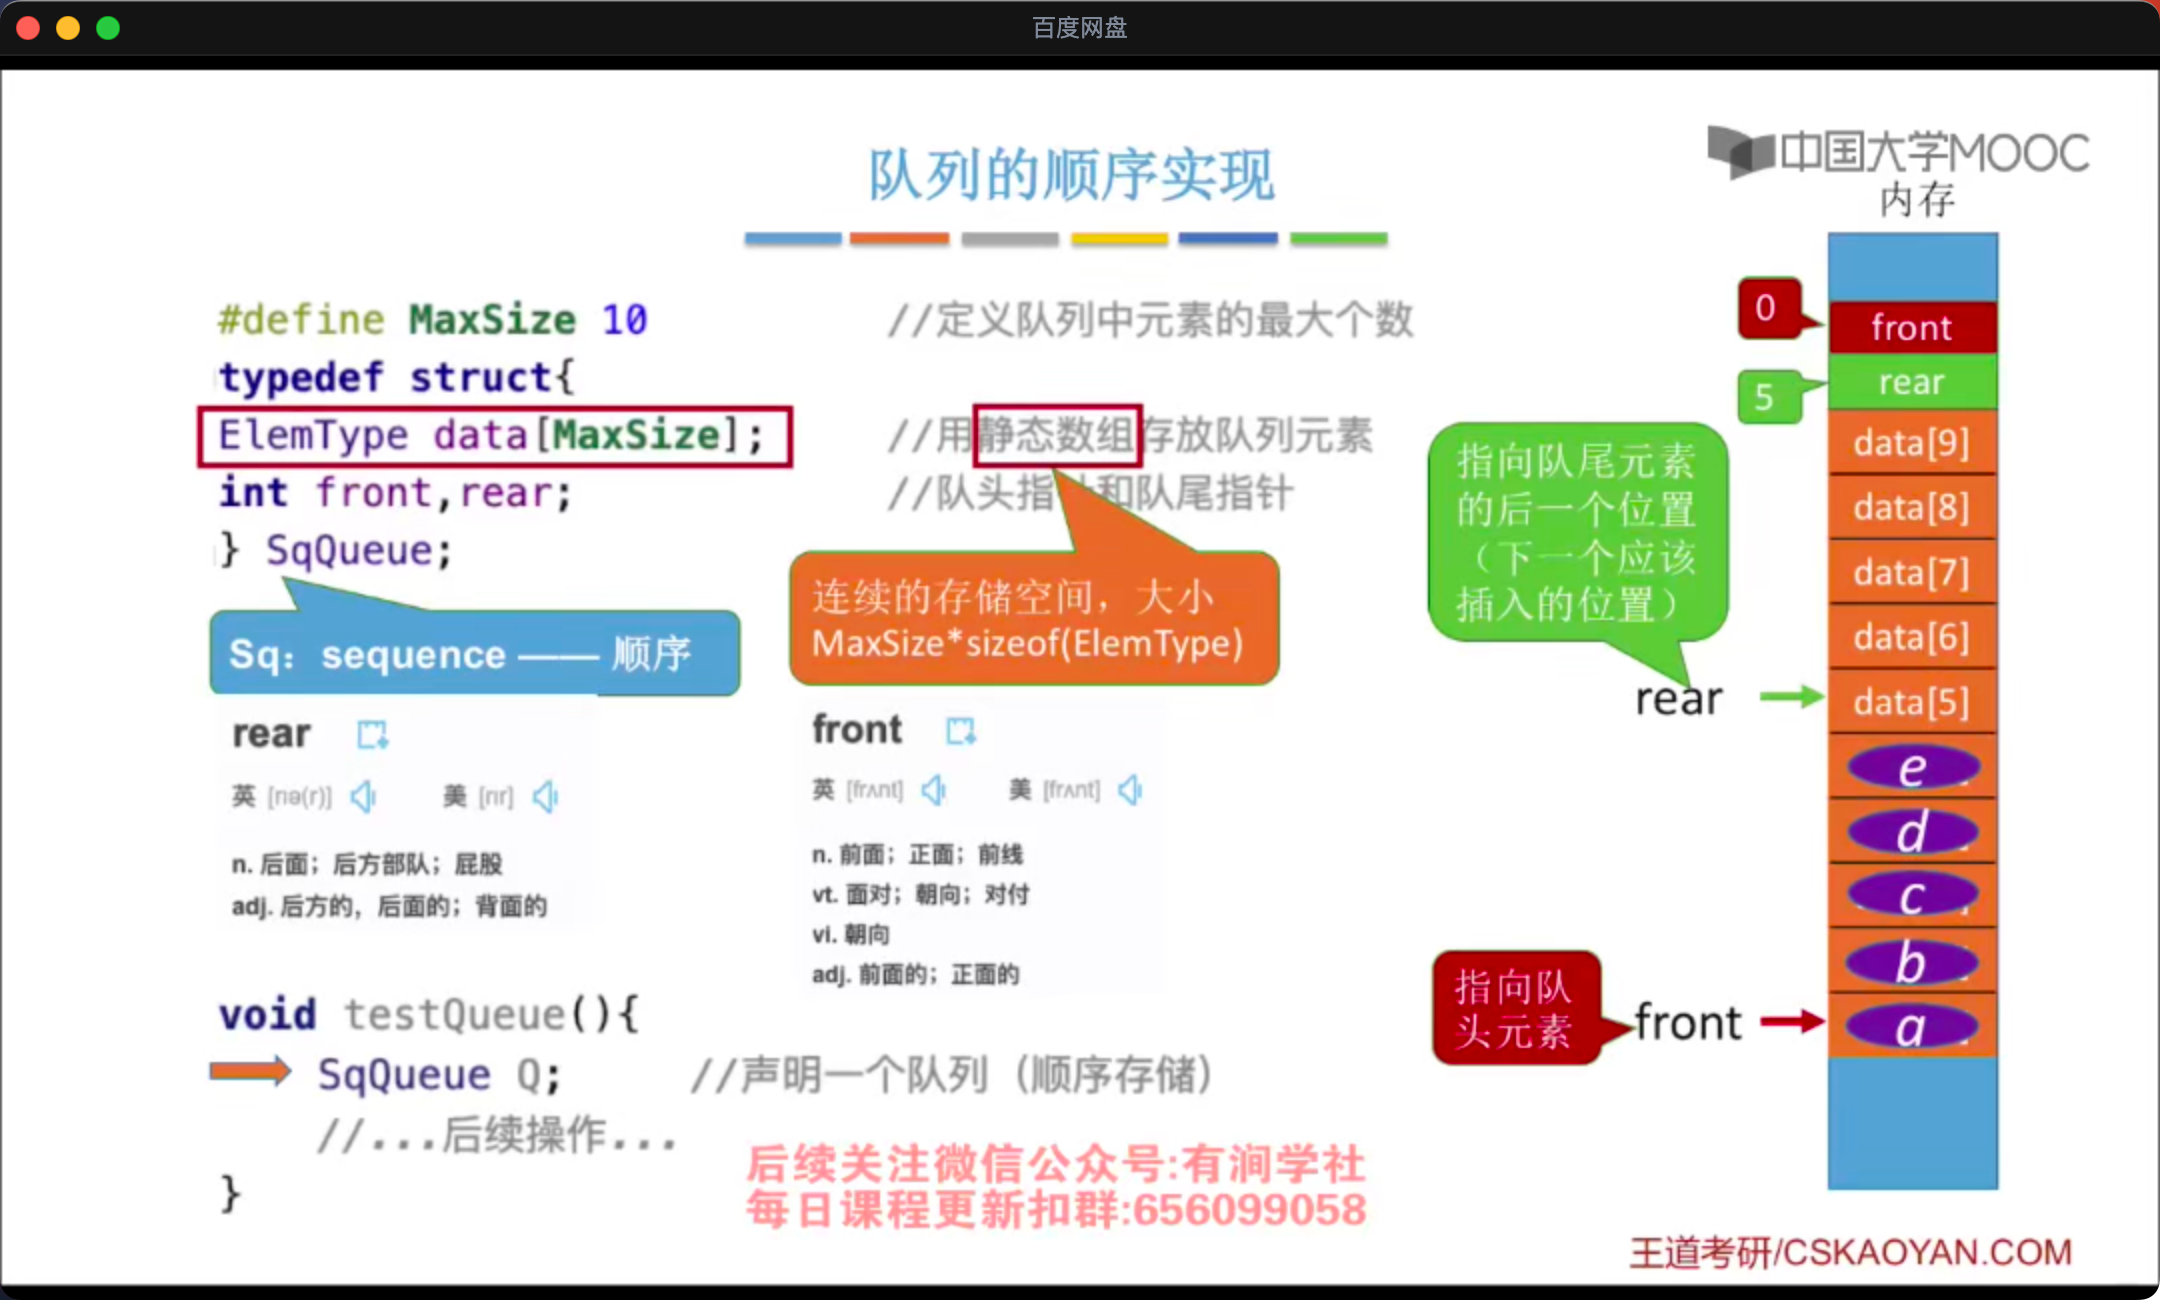 百度网盘
中国大学MOOC
队列的顺序实现
内存
#define MaxSize 10 //定义队列中元素的最大个数
typedef struct{
ElemType data[MaxSize]; //用静态数组存放队列元素
int front,rear; //队头指 和队尾指针
} SqQueue;
Sq：sequence —— 顺序
连续的存储空间，大小
MaxSize*sizeof(ElemType)
rear
英 [rɪə(r)] 美 [rɪr]
n. 后面；后方部队；屁股
adj. 后方的，后面的；背面的
front
英 [frʌnt] 美 [frʌnt]
n. 前面；正面；前线
vt. 面对；朝向；对付
vi. 朝向
adj. 前面的；正面的
void testQueue(){
SqQueue Q; //声明一个队列（顺序存储）
//...后续操作...
}
0
front
5
rear
data[9]
data[8]
data[7]
data[6]
data[5]
e
d
c
b
a
指向队尾元素
的后一个位置
（下一个应该
插入的位置）
rear
指向队
头元素
front
后续关注微信公众号:有涧学社
每日课程更新扣群:656099058
王道考研/CSKAOYAN.COM